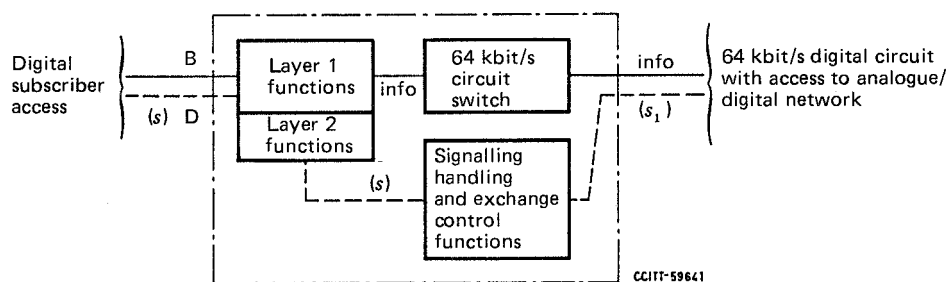 Digital
subscriber
access
B
(s) D
Layer 1
functions
Layer 2
functions
info
64 kbit/s
circuit
switch
(s)
Signalling
handling
and exchange
control
functions
info
(s₁)
64 kbit/s digital circuit
with access to analogue/
digital network
CCITT-59641